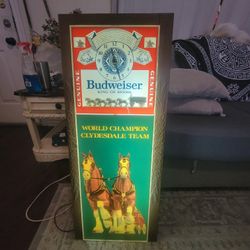 GENUINE
GENUINE
Budweiser
KING OF BEERS
WORLD CHAMPION
CLYDESDALE TEAM